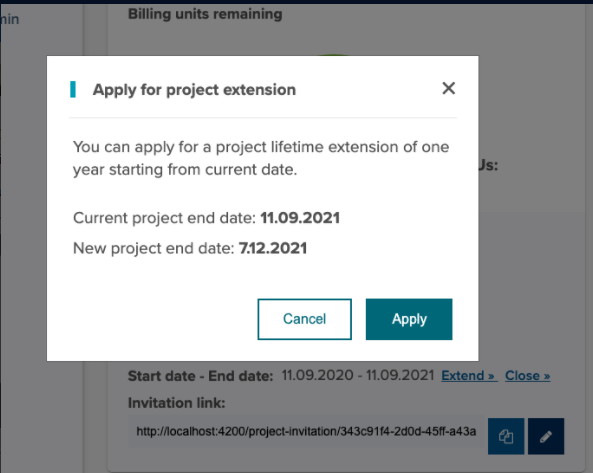 min
Billing units remaining
Apply for project extension
You can apply for a project lifetime extension of one
year starting from current date.
Us:
Current project end date: 11.09.2021
New project end date: 7.12.2021
Cancel
Apply
Start date - End date: 11.09.2020 - 11.09.2021 Extend » Close »
Invitation link:
http://localhost:4200/project-invitation/343c91f4-2d0d-45ff-a43a